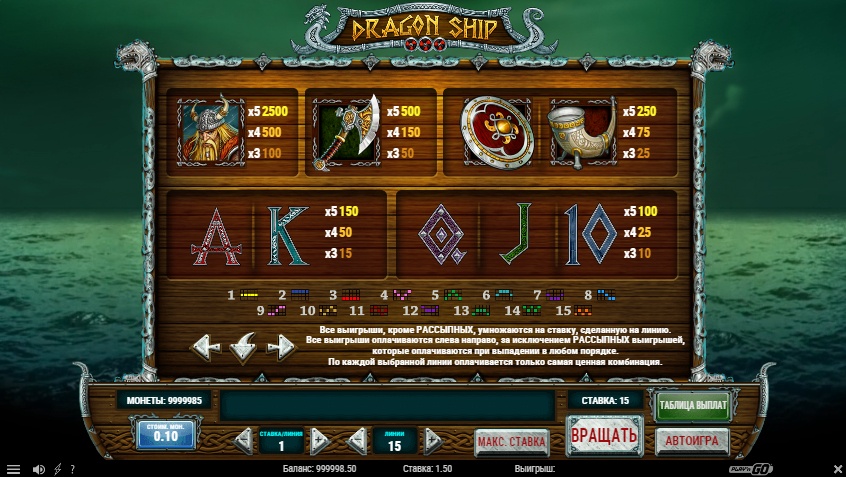 DRAGON SHIP
x5 2500
x4 500
x3 100
x5 500
x4 150
x3 50
x5 250
x4 75
x3 25
A K
x5 150
x4 50
x3 15
Q J 10
x5 100
x4 25
x3 10
1 2 3 4 5 6 7 8
9 10 11 12 13 14 15
Все выигрыши, кроме РАССЫПНЫХ, умножаются на ставку, сделанную на линию.
Все выигрыши оплачиваются слева направо, за исключением РАССЫПНЫХ выигрышей,
которые оплачиваются при выпадении в любом порядке.
По каждой выбранной линии оплачивается только самая ценная комбинация.
МОНЕТЫ: 9999985
СТАВКА: 15
ТАБЛИЦА ВЫПЛАТ
СТОИМ. МОН.
0.10
СТАВКА/ЛИНИЯ
1
ЛИНИИ
15
МАКС. СТАВКА
ВРАЩАТЬ
АВТОИГРА
? Баланс: 999998.50 Ставка: 1.50 Выигрыш: PLAY'N GO